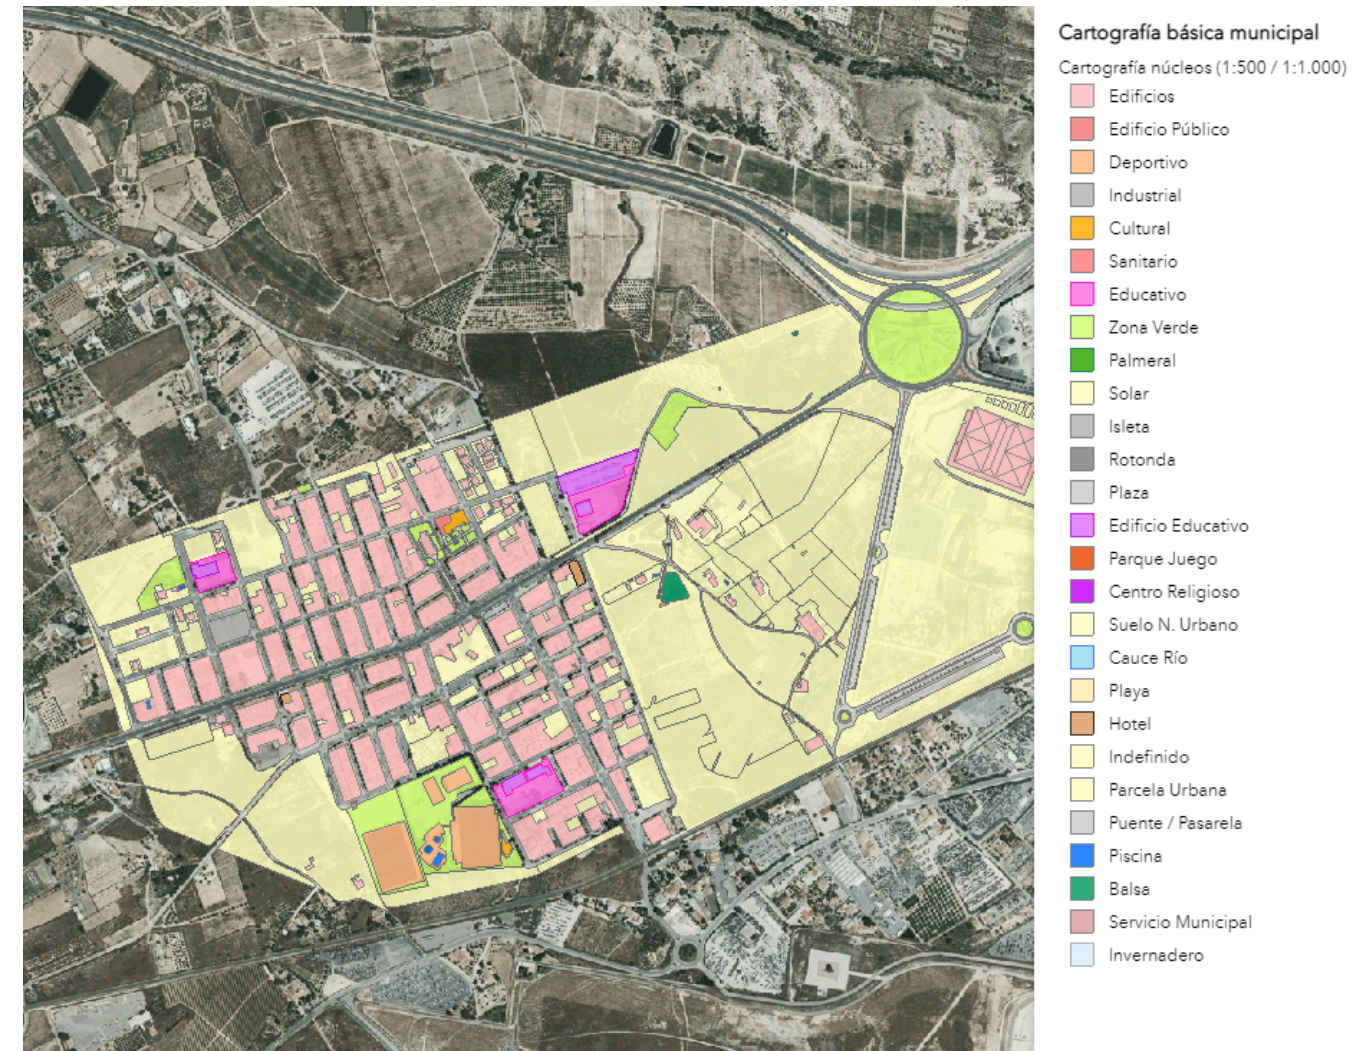 Cartografía básica municipal
Cartografía núcleos (1:500 / 1:1.000)
Edificios
Edificio Público
Deportivo
Industrial
Cultural
Sanitario
Educativo
Zona Verde
Palmeral
Solar
Isleta
Rotonda
Plaza
Edificio Educativo
Parque Juego
Centro Religioso
Suelo N. Urbano
Cauce Río
Playa
Hotel
Indefinido
Parcela Urbana
Puente / Pasarela
Piscina
Balsa
Servicio Municipal
Invernadero